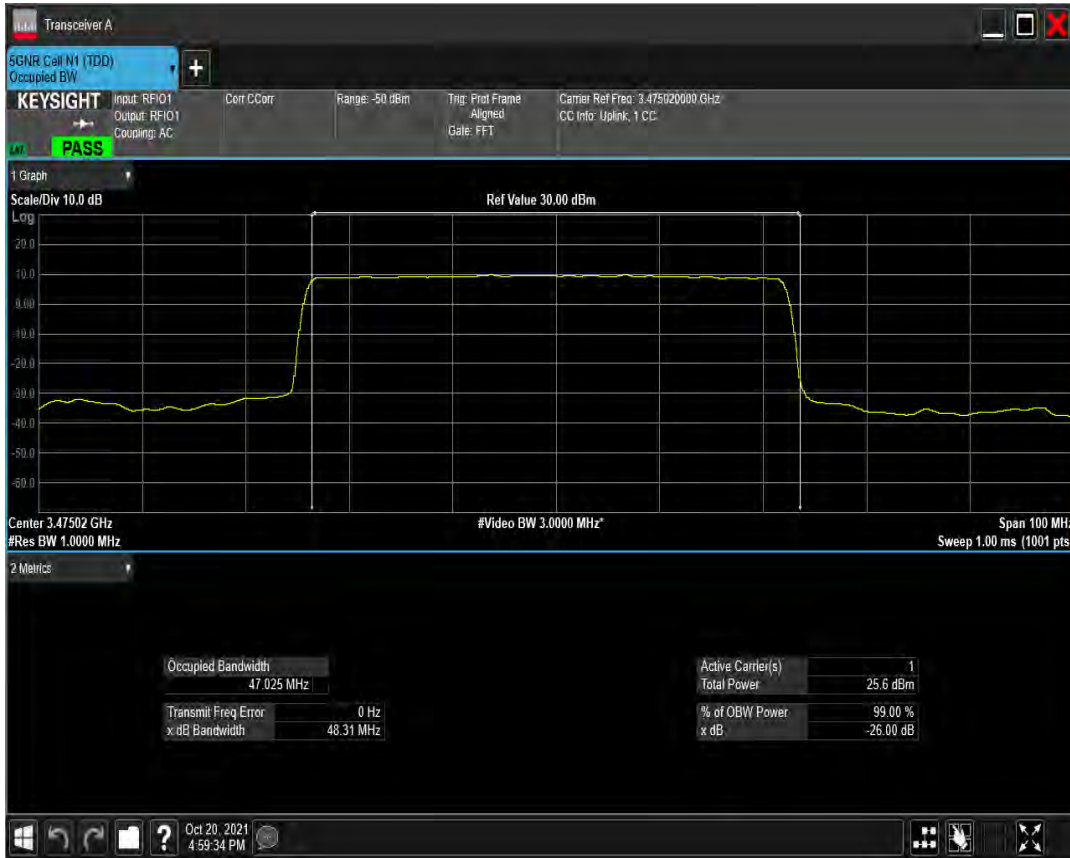 Transceiver A
5GNR Cell N1 (TDD)
Occupied BW
+
KEYSIGHT
Input: RFIO1
Output: RFIO1
Coupling: AC
Corr CCorr
Range: -50 dBm
Trig: Prot Frame
Aligned
Gate: FFT
Carrier Ref Freq: 3.475020000 GHz
CC Info: Uplink, 1 CC
PASS
1 Graph
Scale/Div 10.0 dB
Ref Value 30.00 dBm
Log
20.0
10.0
0.00
-10.0
-20.0
-30.0
-40.0
-50.0
-60.0
Center 3.47502 GHz
#Video BW 3.0000 MHz*
Span 100 MHz
#Res BW 1.0000 MHz
Sweep 1.00 ms (1001 pts
2 Metrics
Occupied Bandwidth
47.025 MHz
Transmit Freq Error 0 Hz
x dB Bandwidth 48.31 MHz
Active Carrier(s) 1
Total Power 25.6 dBm
% of OBW Power 99.00 %
x dB -26.00 dB
?
Oct 20, 2021
4:59:34 PM